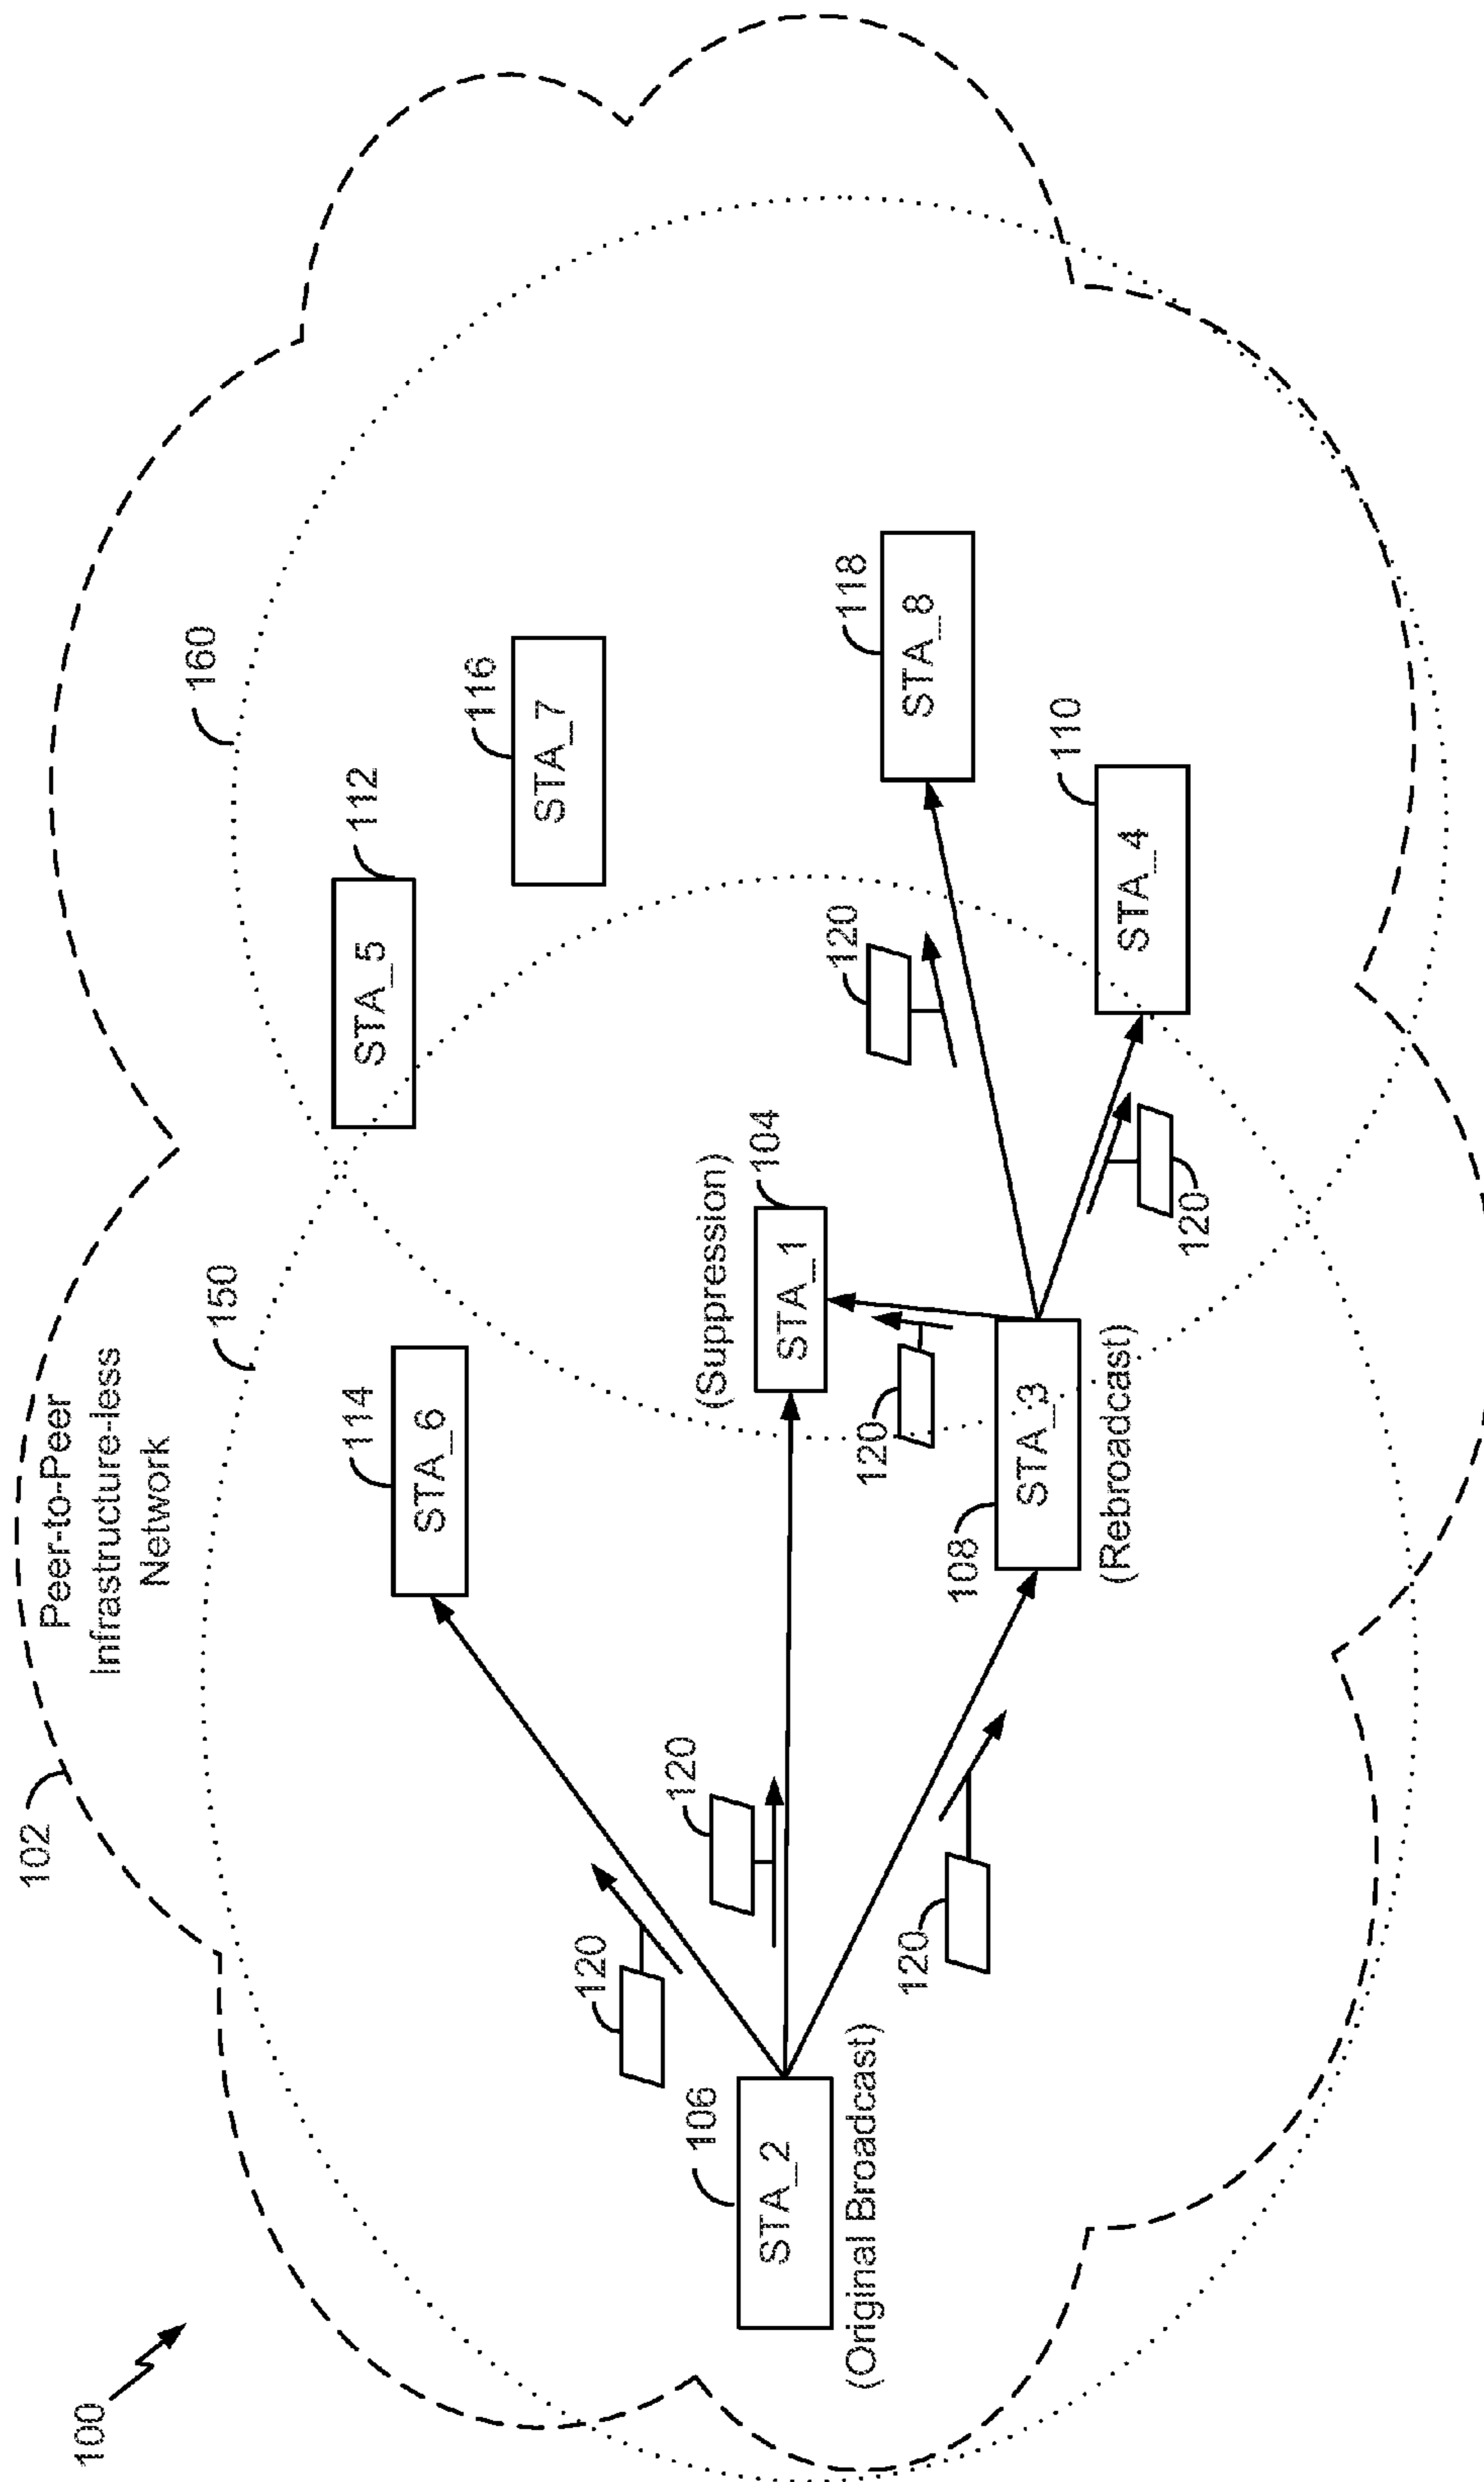 100
102
Peer-to-Peer
Infrastructure-less
Network
150
160
114
STA_6
112
STA_5
116
STA_7
120
120
(Suppression)
104
STA_1
120
118
STA_8
106
STA_2
(Original Broadcast)
120
120
108
STA_3
(Rebroadcast)
120
110
STA_4